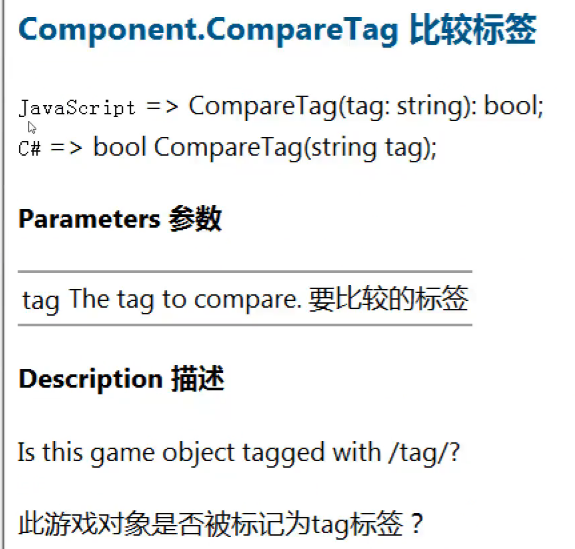 Component.CompareTag 比较标签
JavaScript => CompareTag(tag: string): bool;
C# => bool CompareTag(string tag);
Parameters 参数
tag The tag to compare. 要比较的标签
Description 描述
Is this game object tagged with /tag/?
此游戏对象是否被标记为tag标签？